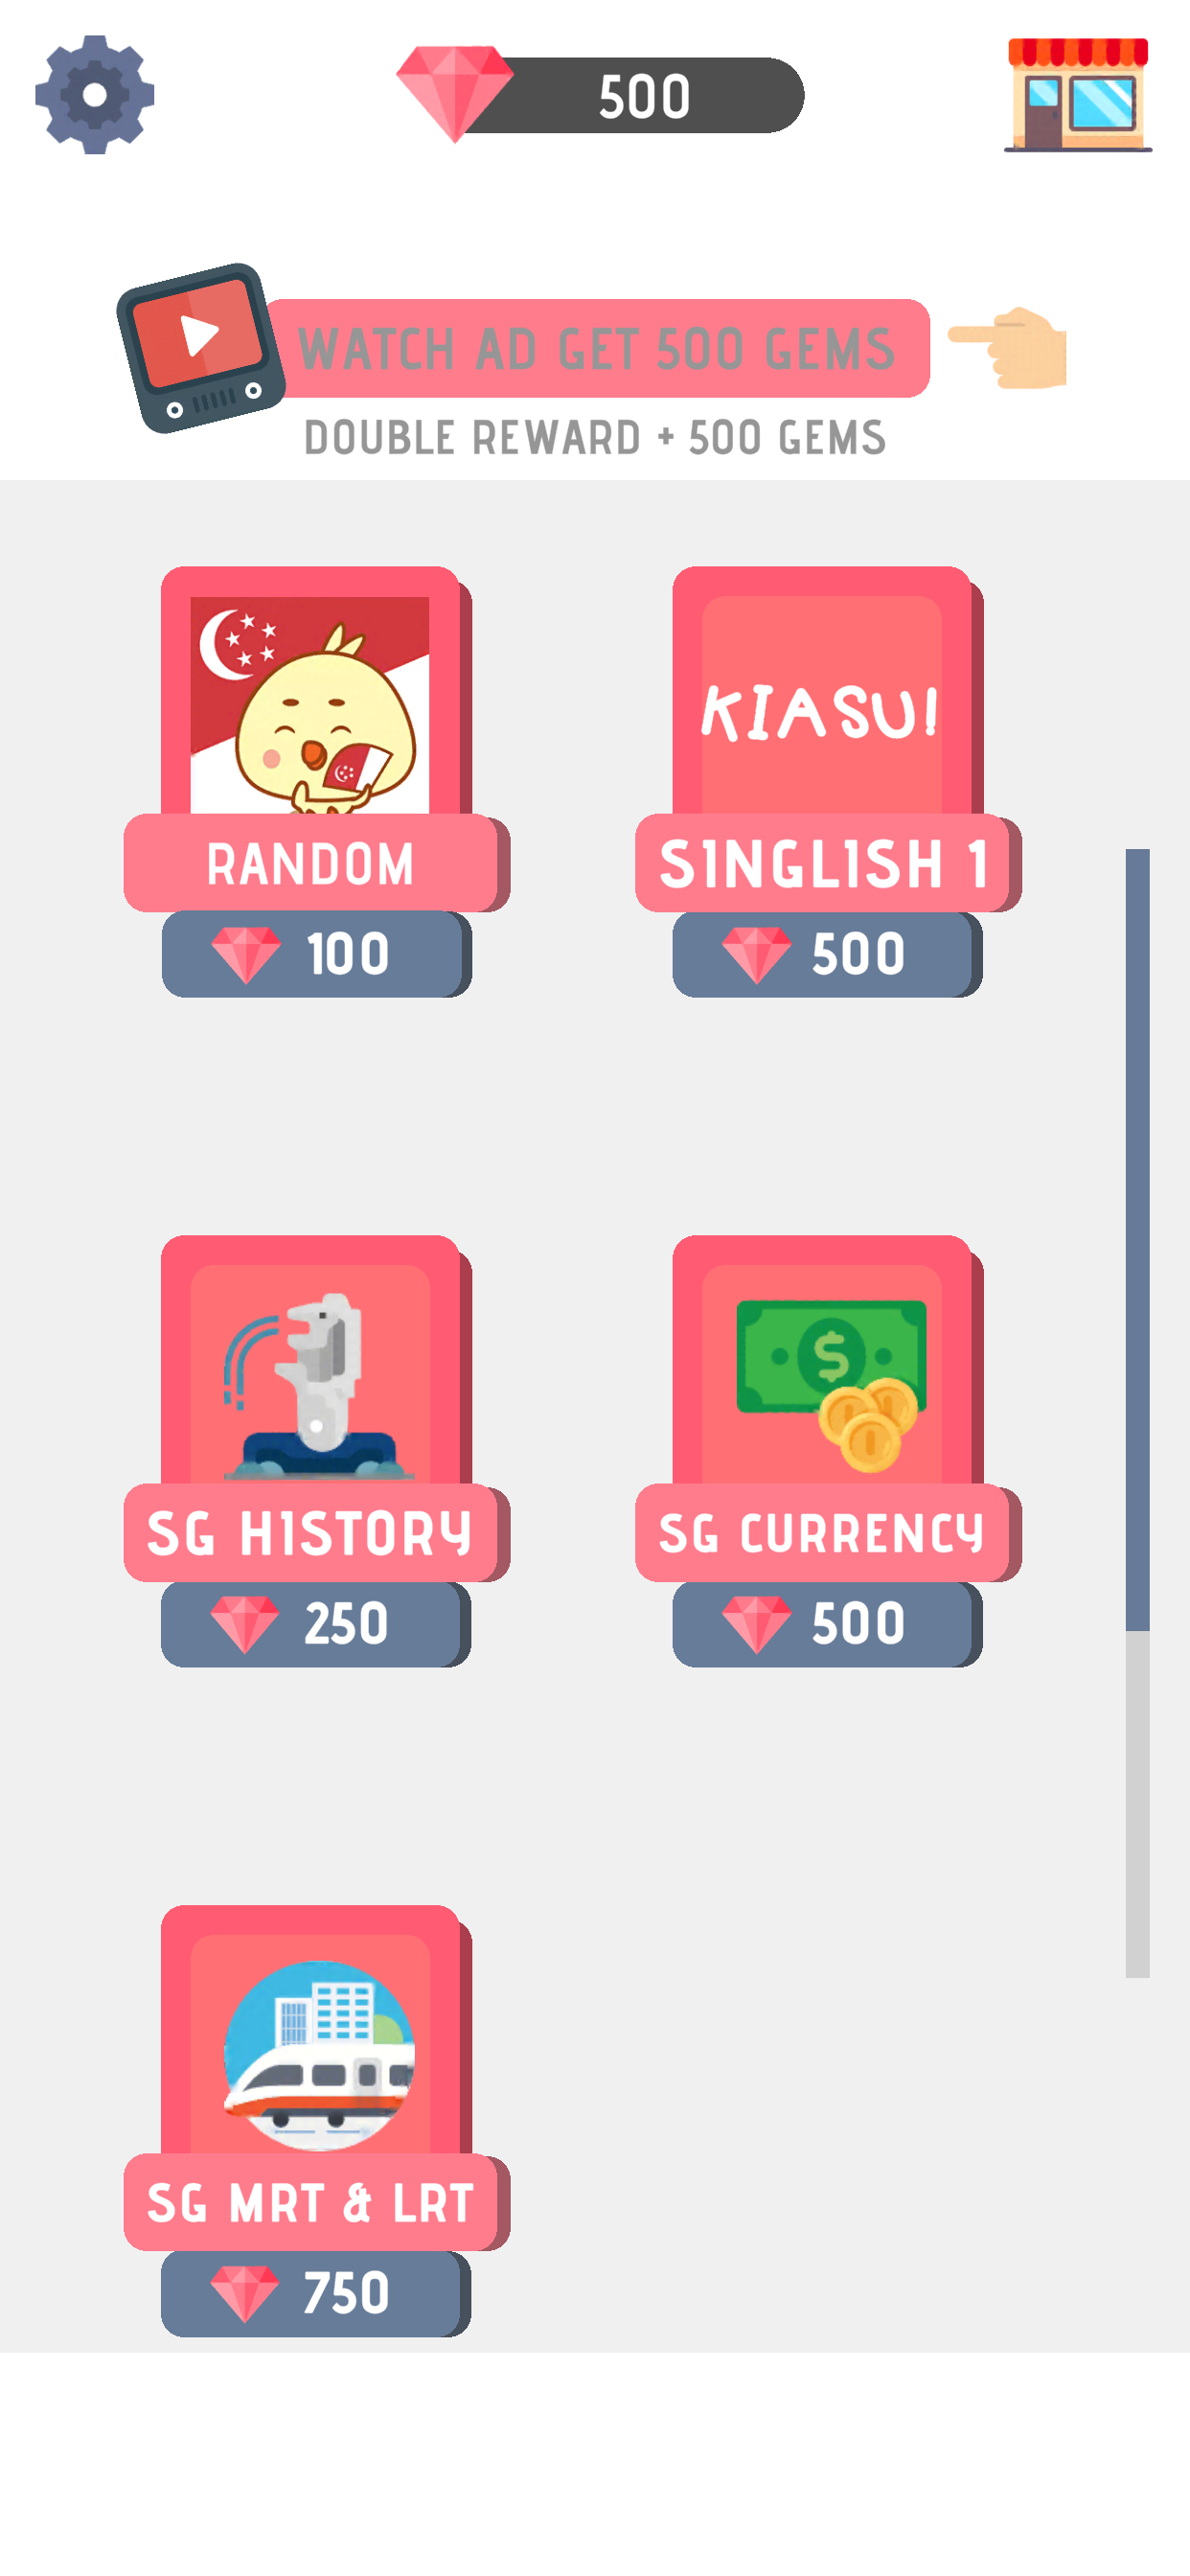 500
WATCH AD GET 500 GEMS
DOUBLE REWARD + 500 GEMS
KIASU!
RANDOM
SINGLISH 1
100
500
$
SG HISTORY
SG CURRENCY
250
500
SG MRT & LRT
750